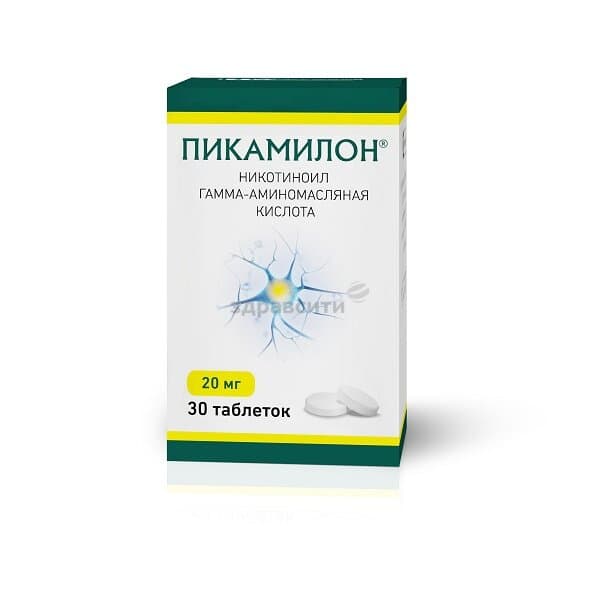 ПИКАМИЛОН®
НИКОТИНОИЛ
ГАММА-АМИНОМАСЛЯНАЯ
КИСЛОТА
здравсити
20 мг
30 таблеток